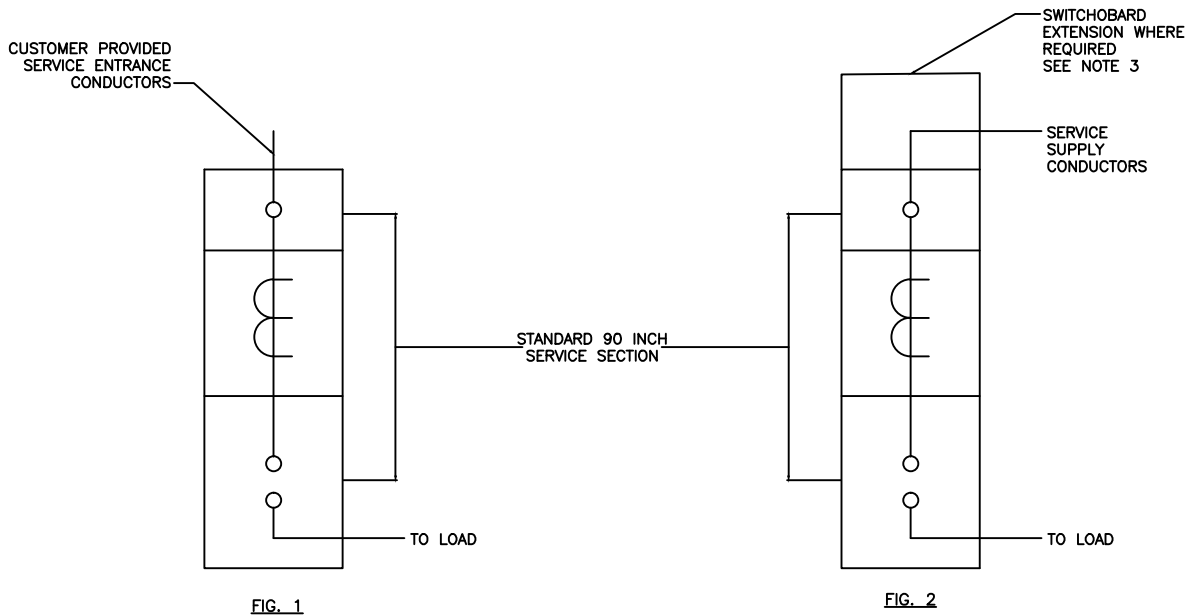 CUSTOMER PROVIDED
SERVICE ENTRANCE
CONDUCTORS
SWITCHOBARD
EXTENSION WHERE
REQUIRED
SEE NOTE 3
SERVICE
SUPPLY
CONDUCTORS
STANDARD 90 INCH
SERVICE SECTION
TO LOAD
TO LOAD
FIG. 1
FIG. 2